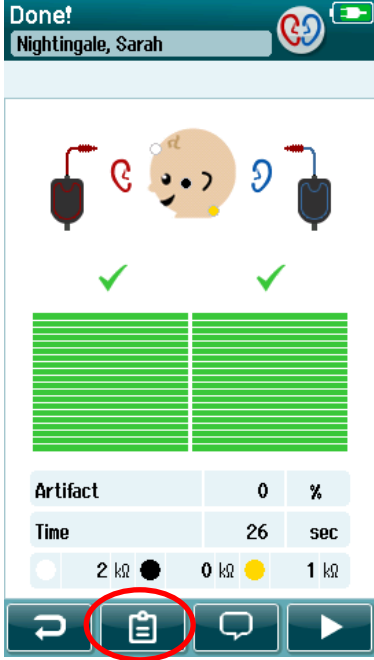 Done!
Nightingale, Sarah
Artifact 0 %
Time 26 sec
2 kΩ 0 kΩ 1 kΩ